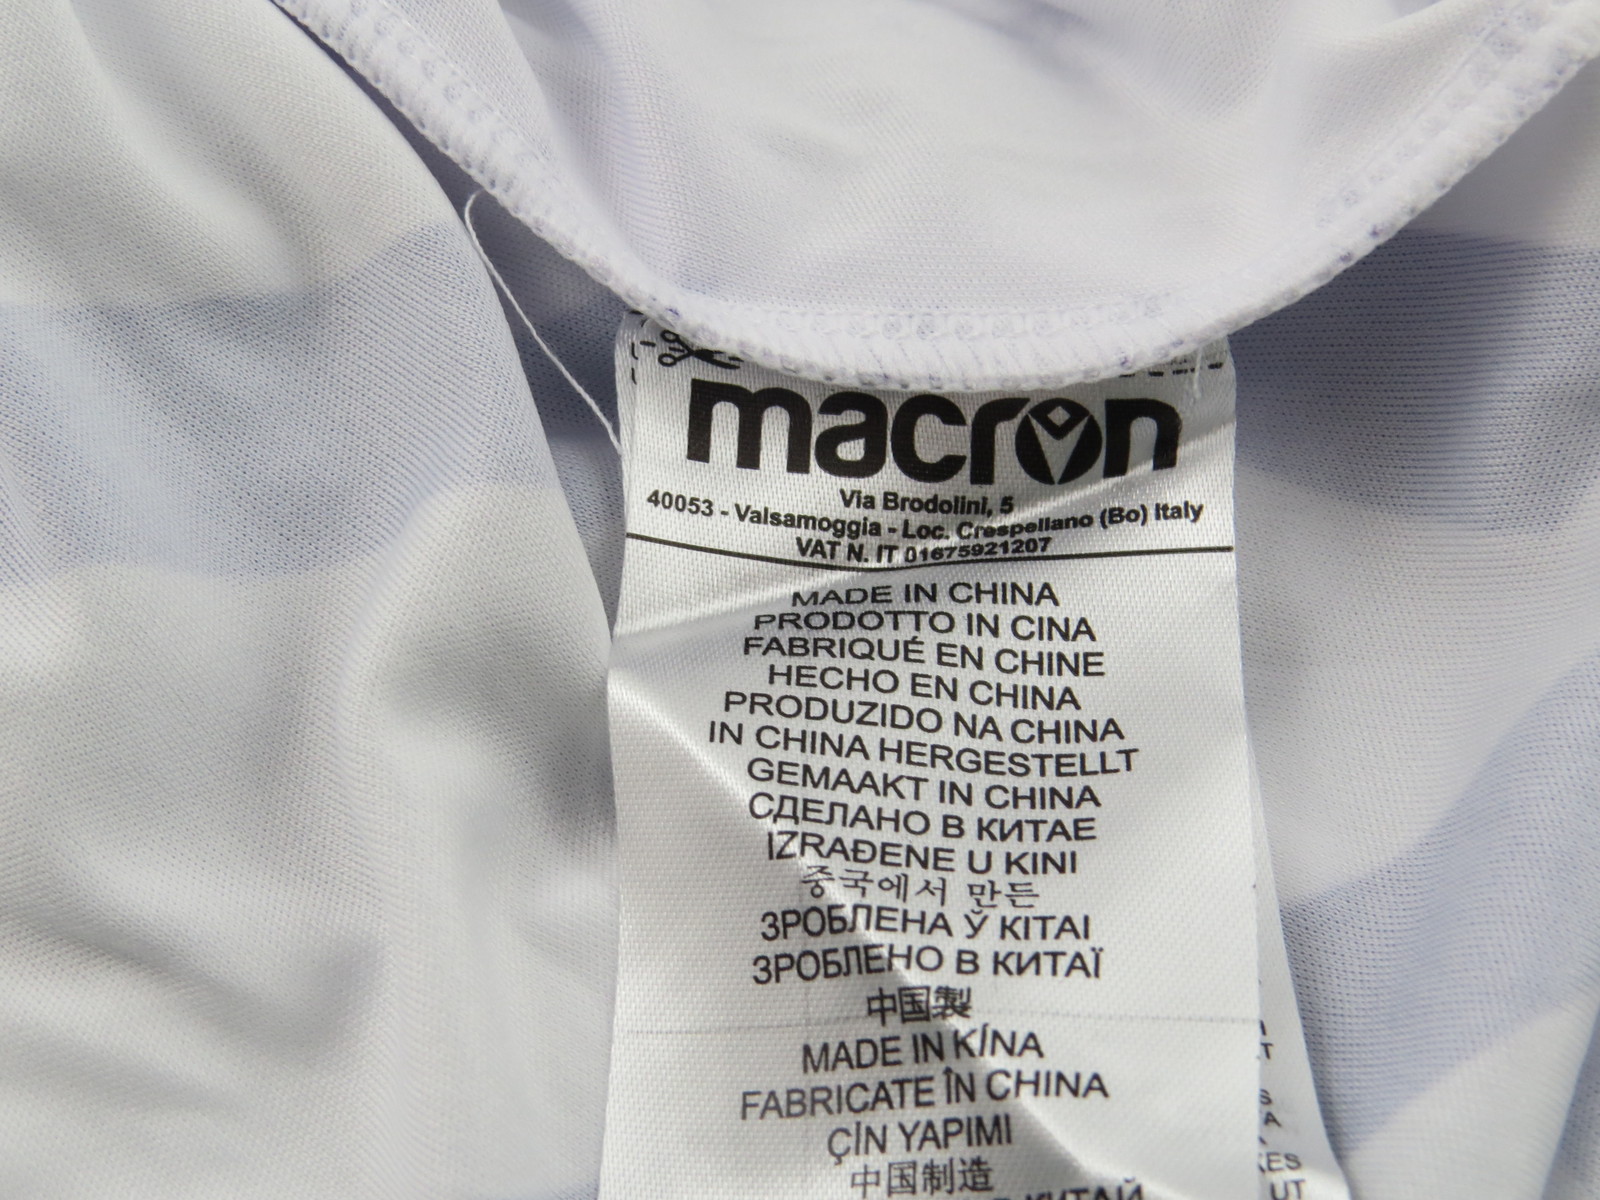 macron
Via Brodolini, 5
40053 - Valsamoggia - Loc. Crespellano (Bo) Italy
VAT N. IT 01675921207
MADE IN CHINA
PRODOTTO IN CINA
FABRIQUÉ EN CHINE
HECHO EN CHINA
PRODUZIDO NA CHINA
IN CHINA HERGESTELLT
GEMAAKT IN CHINA
СДЕЛАНО В КИТАЕ
IZRAĐENE U KINI
중국에서 만든
ЗРОБЛЕНА Ў КІТАІ
ЗРОБЛЕНО В КИТАЇ
中国製
MADE IN KÍNA
FABRICATE ÎN CHINA
ÇİN YAPIMI
中国制造
КИТАЙ